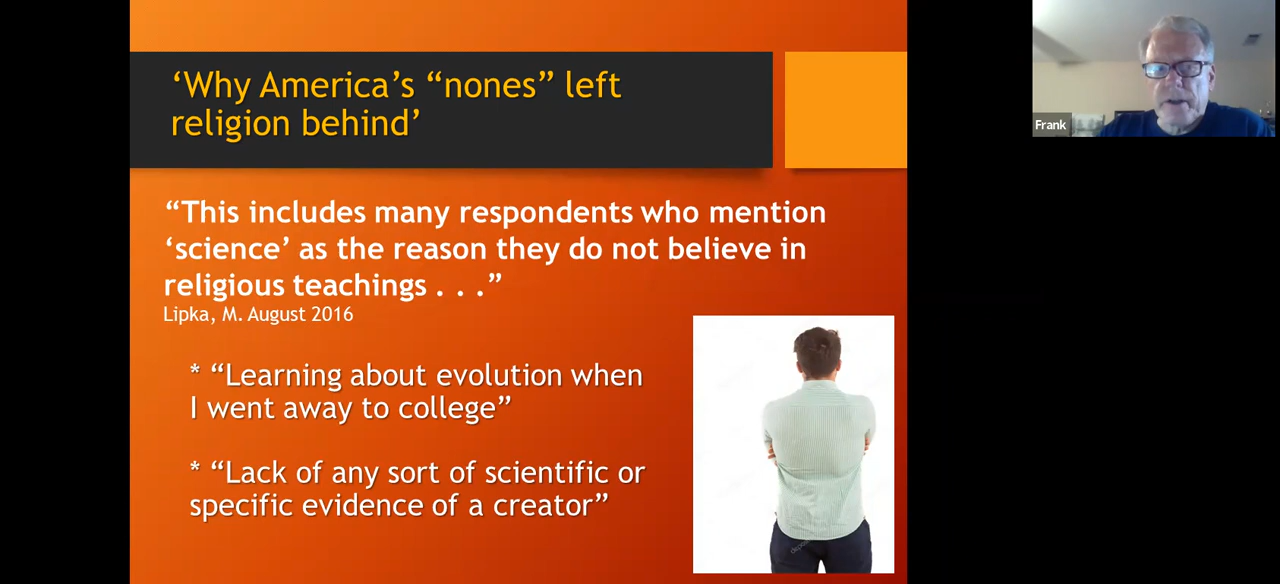 ‘Why America’s “nones” left
religion behind’
“This includes many respondents who mention
‘science’ as the reason they do not believe in
religious teachings . . .”
Lipka, M. August 2016
* “Learning about evolution when
I went away to college”
* “Lack of any sort of scientific or
specific evidence of a creator”
Frank